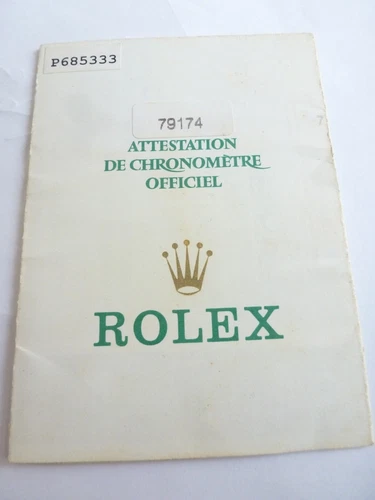 P685333
79174
ATTESTATION
DE CHRONOMÈTRE
OFFICIEL
ROLEX